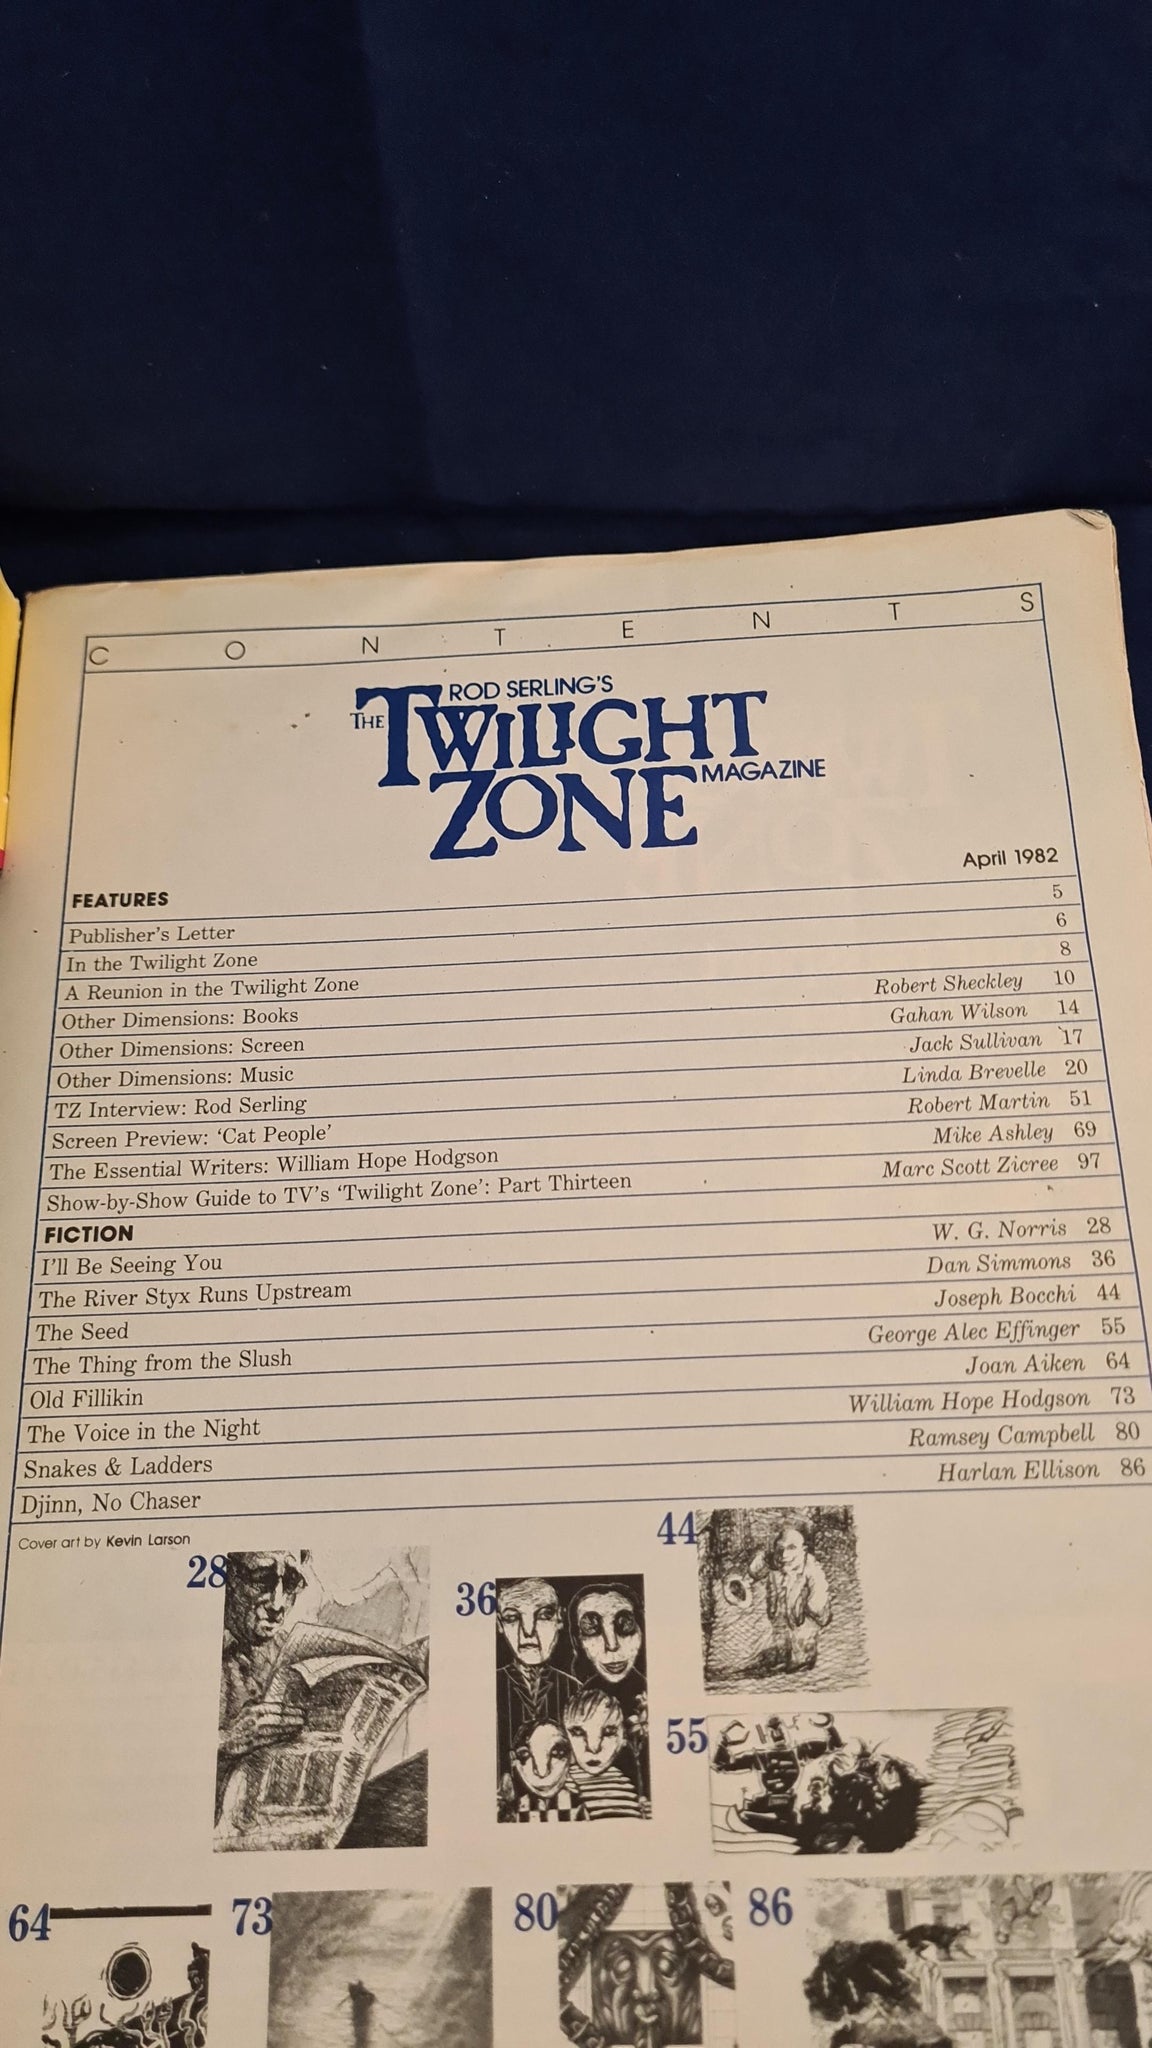 CONTENTS
ROD SERLING'S
THE TWILIGHT
ZONE MAGAZINE
April 1982
FEATURES
Publisher's Letter 5
In the Twilight Zone 6
A Reunion in the Twilight Zone 8
Other Dimensions: Books Robert Sheckley 10
Other Dimensions: Screen Gahan Wilson 14
Other Dimensions: Music Jack Sullivan 17
TZ Interview: Rod Serling Linda Brevelle 20
Screen Preview: 'Cat People' Robert Martin 51
The Essential Writers: William Hope Hodgson Mike Ashley 69
Show-by-Show Guide to TV's 'Twilight Zone': Part Thirteen Marc Scott Zicree 97
FICTION
I'll Be Seeing You W. G. Norris 28
The River Styx Runs Upstream Dan Simmons 36
The Seed Joseph Bocchi 44
The Thing from the Slush George Alec Effinger 55
Old Fillikin Joan Aiken 64
The Voice in the Night William Hope Hodgson 73
Snakes & Ladders Ramsey Campbell 80
Djinn, No Chaser Harlan Ellison 86
Cover art by Kevin Larson
28
36
44
55
64
73
80
86